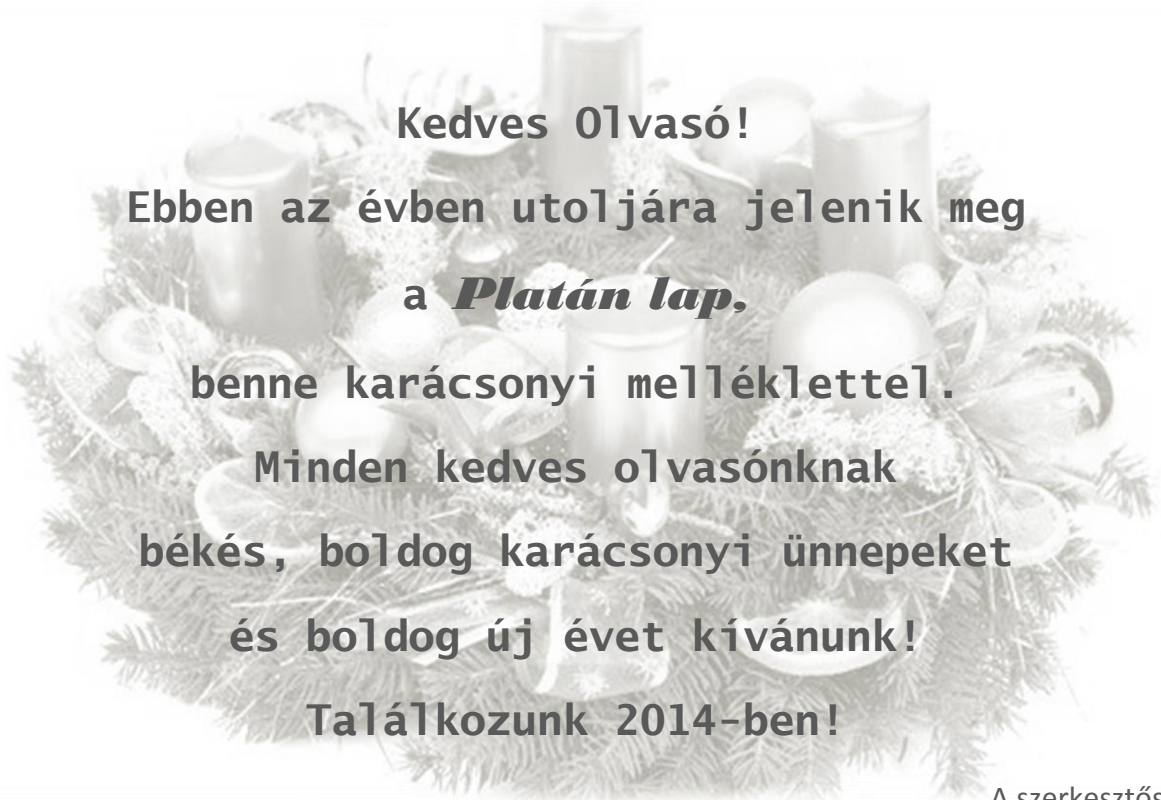 Kedves Olvasó!
Ebben az évben utoljára jelenik meg
a Platán lap,
benne karácsonyi melléklettel.
Minden kedves olvasónknak
békés, boldog karácsonyi ünnepeket
és boldog új évet kívánunk!
Találkozunk 2014-ben!
A